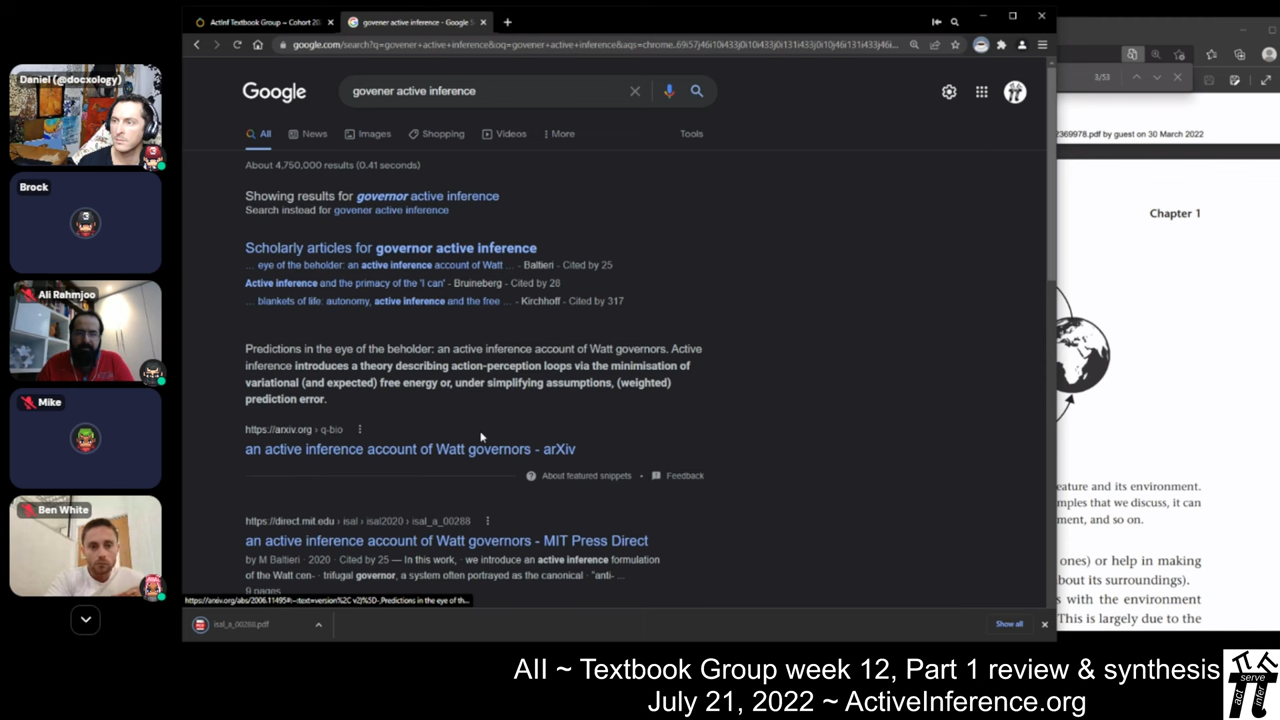 Daniel (@docxology)
Brock
Ali Rahmjoo
Mike
Ben White
ActInf Textbook Group ~ Cohort 20
govener active inference - Google S
google.com/search?q=govener+active+inference&oq=govener+active+inference&aqs=chrome..69i57j46i10i433j0i10i433j0i131i433j0i10j46i131i433j46i...
Google
govener active inference
All
News
Images
Shopping
Videos
More
Tools
About 4,750,000 results (0.41 seconds)
Showing results for governor active inference
Search instead for govener active inference
Scholarly articles for governor active inference
... eye of the beholder: an active inference account of Watt ... - Baltieri - Cited by 25
Active inference and the primacy of the 'I can' - Bruineberg - Cited by 28
... blankets of life: autonomy, active inference and the free ... - Kirchhoff - Cited by 317
Predictions in the eye of the beholder: an active inference account of Watt governors. Active
inference introduces a theory describing action-perception loops via the minimisation of
variational (and expected) free energy or, under simplifying assumptions, (weighted)
prediction error.
https://arxiv.org › q-bio
an active inference account of Watt governors - arXiv
About featured snippets
Feedback
https://direct.mit.edu › isal › isal2020 › isal_a_00288
an active inference account of Watt governors - MIT Press Direct
by M Baltieri · 2020 · Cited by 25 — In this work, · we introduce an active inference formulation
of the Watt cen- · trifugal governor, a system often portrayed as the canonical · "anti- ...
9 pages
isal_a_00288.pdf
Show all
3/53
2369978.pdf by guest on 30 March 2022
Chapter 1
eature and its environment.
mples that we discuss, it can
ment, and so on.
ones) or help in making
bout its surroundings).
s with the environment
This is largely due to the
AII ~ Textbook Group week 12, Part 1 review & synthesis
July 21, 2022 ~ ActiveInference.org
serve
act
infer